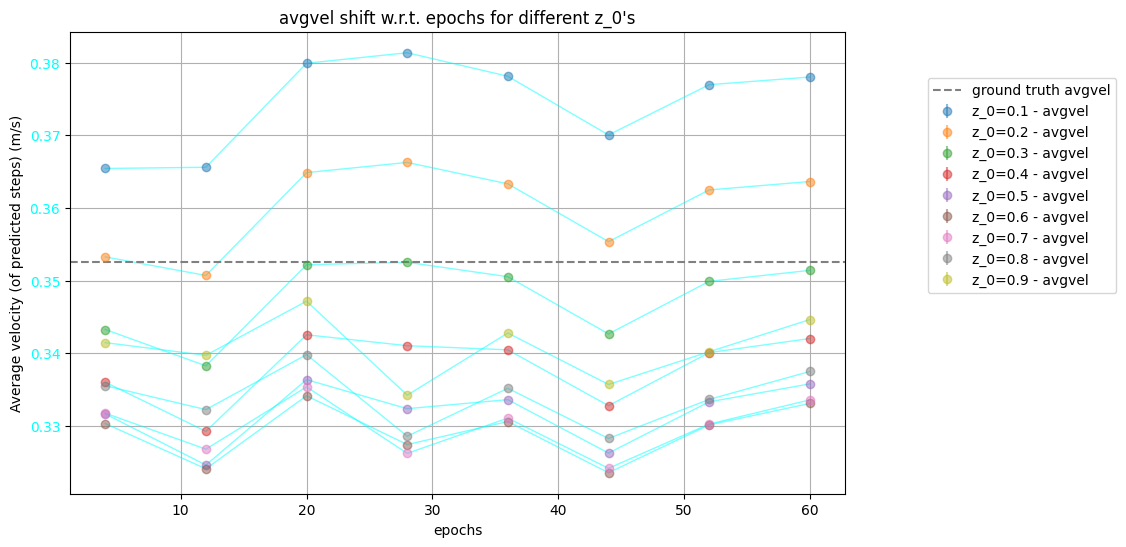 avgvel shift w.r.t. epochs for different z_0's
Average velocity (of predicted steps) (m/s)
0.38
0.37
0.36
0.35
0.34
0.33
10
20
30
40
50
60
epochs
ground truth avgvel
z_0=0.1 - avgvel
z_0=0.2 - avgvel
z_0=0.3 - avgvel
z_0=0.4 - avgvel
z_0=0.5 - avgvel
z_0=0.6 - avgvel
z_0=0.7 - avgvel
z_0=0.8 - avgvel
z_0=0.9 - avgvel